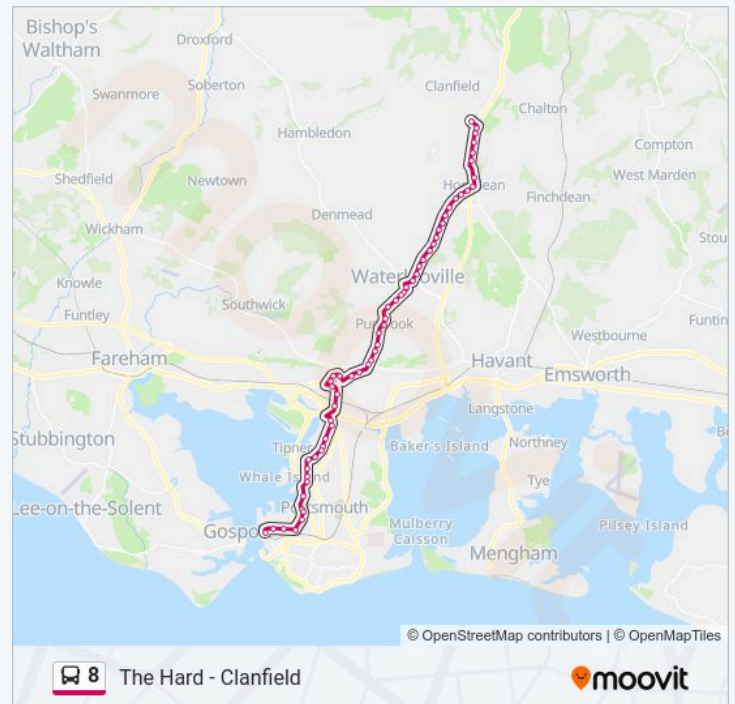 Bishop's
Waltham
Droxford
Clanfield
Swanmore
Soberton
Chalton
Hambledon
Compton
Shedfield
Newtown
West Marden
Finchdean
Denmead
Wickham
Knowle
Southwick
Funtley
Westbourne
Fareham
Havant
Emsworth
Langstone
Stubbington
Baker's Island
Northney
Whale Island
Tye
Lee-on-the-Solent
Portsmouth
Pilsey Island
Mulberry
Caisson
Mengham
© OpenStreetMap contributors | © OpenMapTiles
8 The Hard - Clanfield
moovit